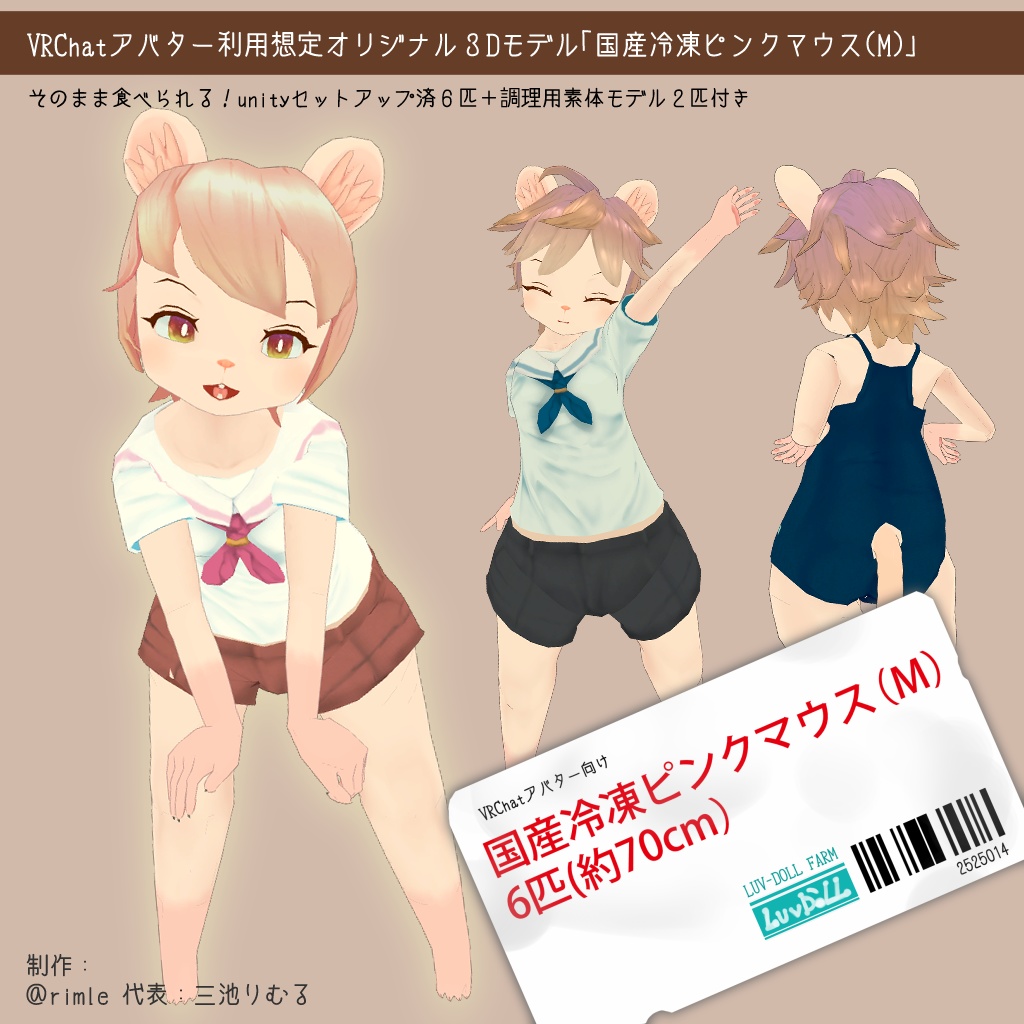 VRChatアバター利用想定オリジナル3Dモデル「国産冷凍ピンクマウス(M)」
そのまま食べられる！unityセットアップ済6匹＋調理用素体モデル2匹付き
VRChatアバター向け
国産冷凍ピンクマウス(M)
6匹(約70cm)
LUV-DOLL FARM
LuvDoLL
2525014
制作：
@rimle 代表：三池りむる